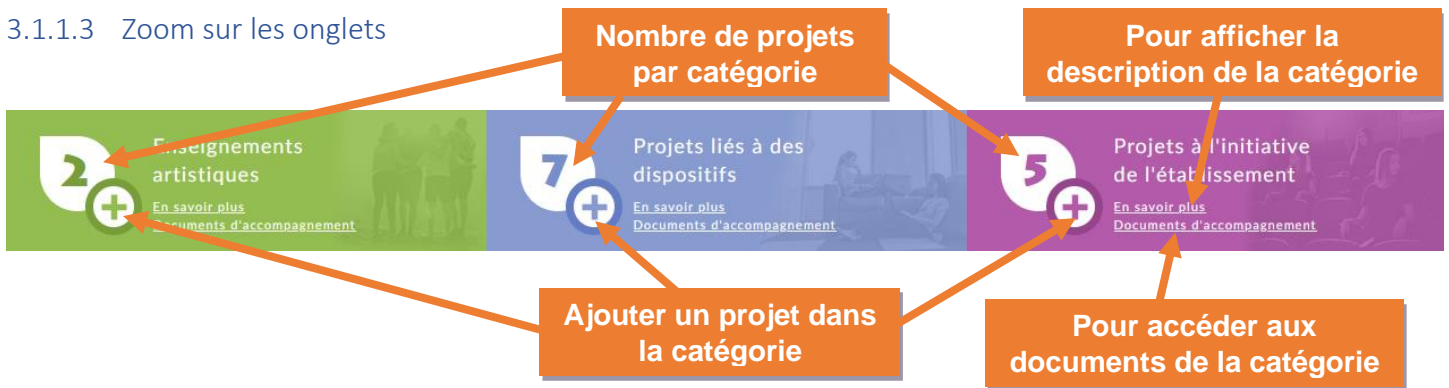 3.1.1.3 Zoom sur les onglets
Nombre de projets
par catégorie
Pour afficher la
description de la catégorie
2
Enseignements
artistiques
En savoir plus
Documents d'accompagnement
7
Projets liés à des
dispositifs
En savoir plus
Documents d'accompagnement
5
Projets à l'initiative
de l'établissement
En savoir plus
Documents d'accompagnement
Ajouter un projet dans
la catégorie
Pour accéder aux
documents de la catégorie